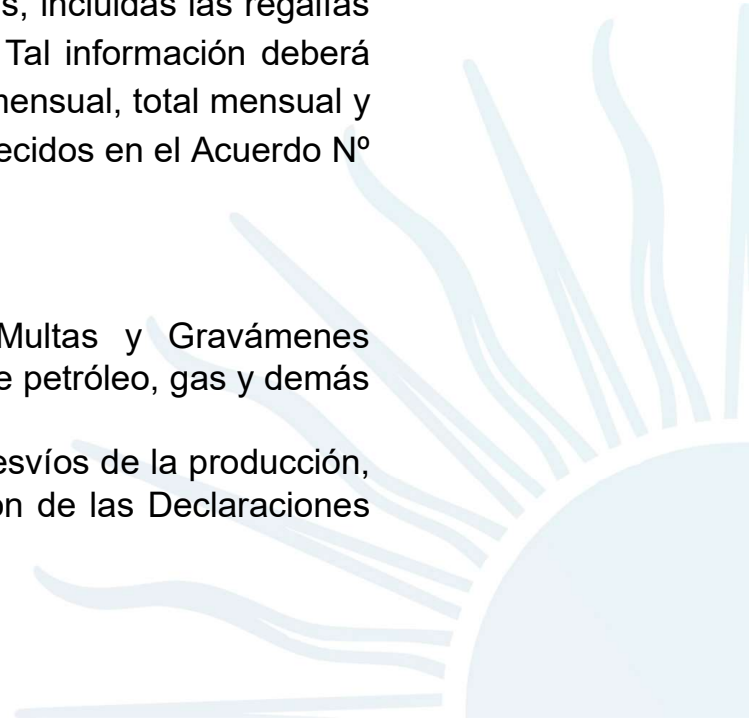 s, incluidas las regalías
Tal información deberá
mensual, total mensual y
ecidos en el Acuerdo Nº
Multas y Gravámenes
e petróleo, gas y demás
esvíos de la producción,
ón de las Declaraciones